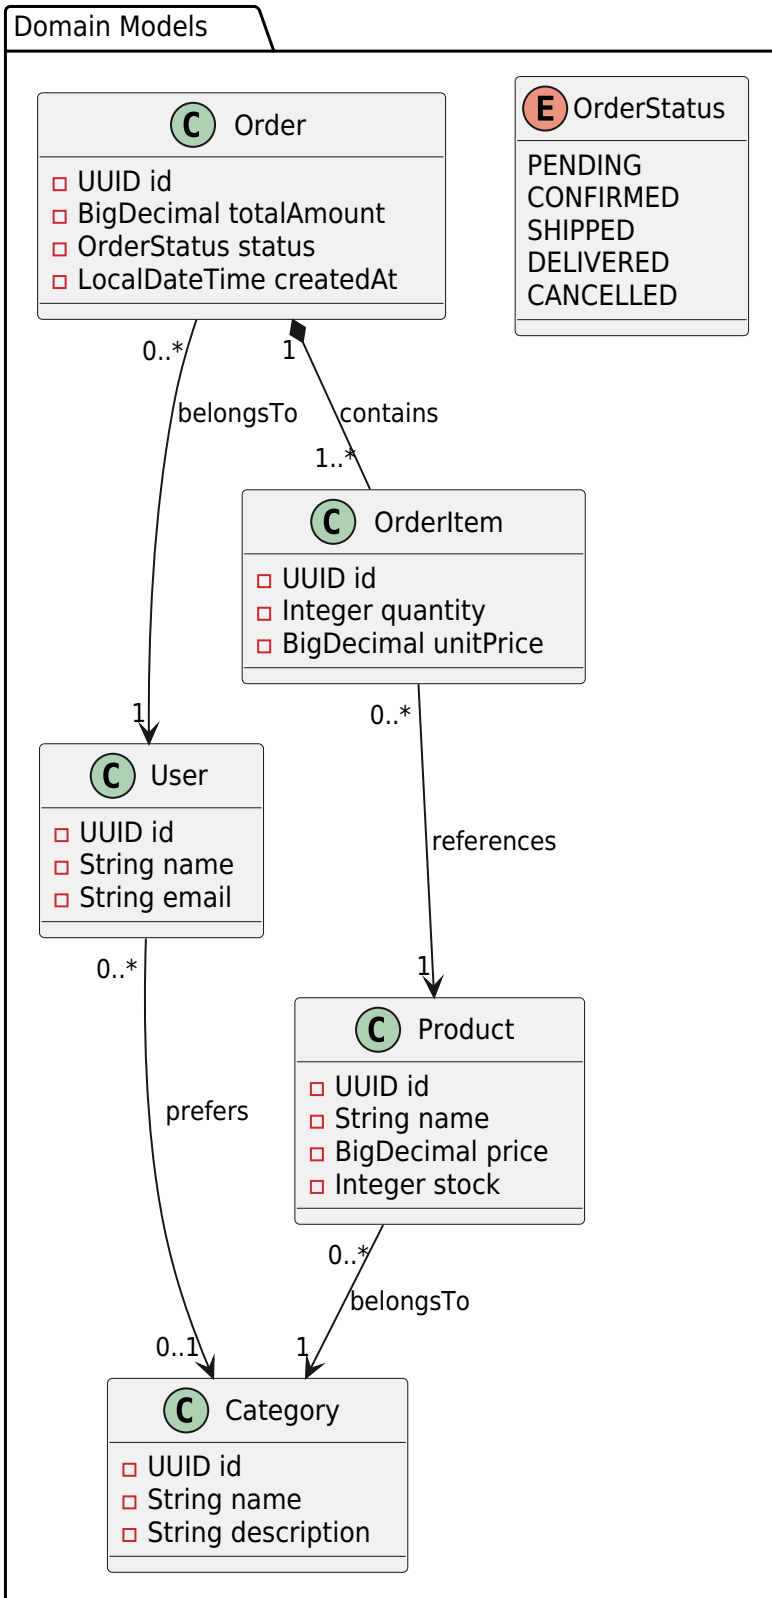 Domain Models
C Order
UUID id
BigDecimal totalAmount
OrderStatus status
LocalDateTime createdAt
E OrderStatus
PENDING
CONFIRMED
SHIPPED
DELIVERED
CANCELLED
0..*
1
belongsTo
contains
1..*
C OrderItem
UUID id
Integer quantity
BigDecimal unitPrice
1
0..*
C User
UUID id
String name
String email
references
0..*
1
C Product
UUID id
String name
BigDecimal price
Integer stock
prefers
0..*
belongsTo
0..1
1
C Category
UUID id
String name
String description